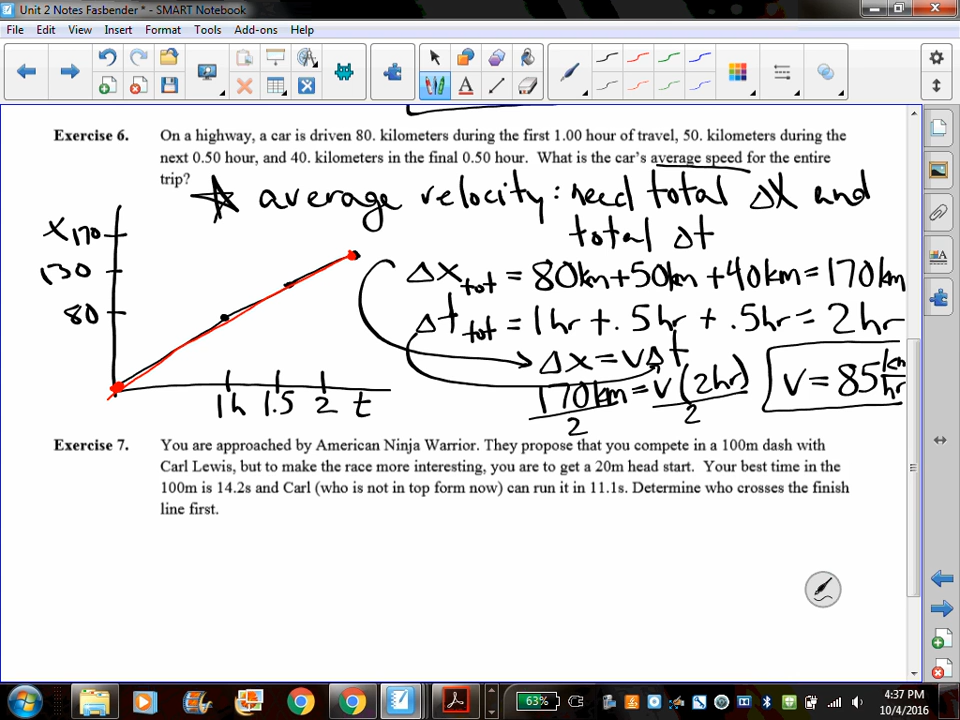 Unit 2 Notes Fasbender * - SMART Notebook
File Edit View Insert Format Tools Add-ons Help
Exercise 6. On a highway, a car is driven 80. kilometers during the first 1.00 hour of travel, 50. kilometers during the
next 0.50 hour, and 40. kilometers in the final 0.50 hour. What is the car's average speed for the entire
trip?
☆ average velocity: need total Δx and
total Δt
x 170
130
80
1h 1.5 2 t
Δx tot = 80km + 50km + 40km = 170km
Δt tot = 1hr + .5hr + .5hr = 2hr
Δx = vΔt
170km = v(2hr)
2 2
v = 85 km/hr
Exercise 7. You are approached by American Ninja Warrior. They propose that you compete in a 100m dash with
Carl Lewis, but to make the race more interesting, you are to get a 20m head start. Your best time in the
100m is 14.2s and Carl (who is not in top form now) can run it in 11.1s. Determine who crosses the finish
line first.
63%
4:37 PM
10/4/2016